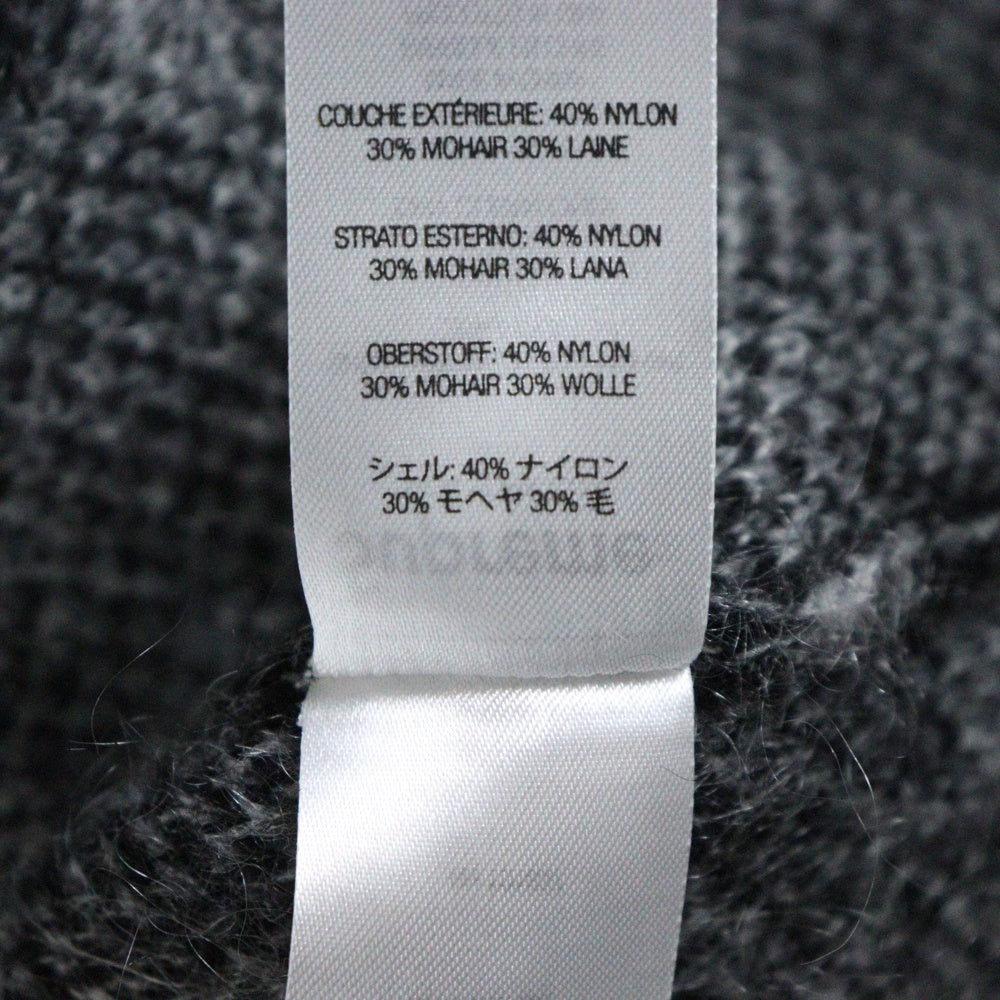 COUCHE EXTÉRIEURE: 40% NYLON
30% MOHAIR 30% LAINE
STRATO ESTERNO: 40% NYLON
30% MOHAIR 30% LANA
OBERSTOFF: 40% NYLON
30% MOHAIR 30% WOLLE
シェル: 40% ナイロン
30% モヘヤ 30% 毛